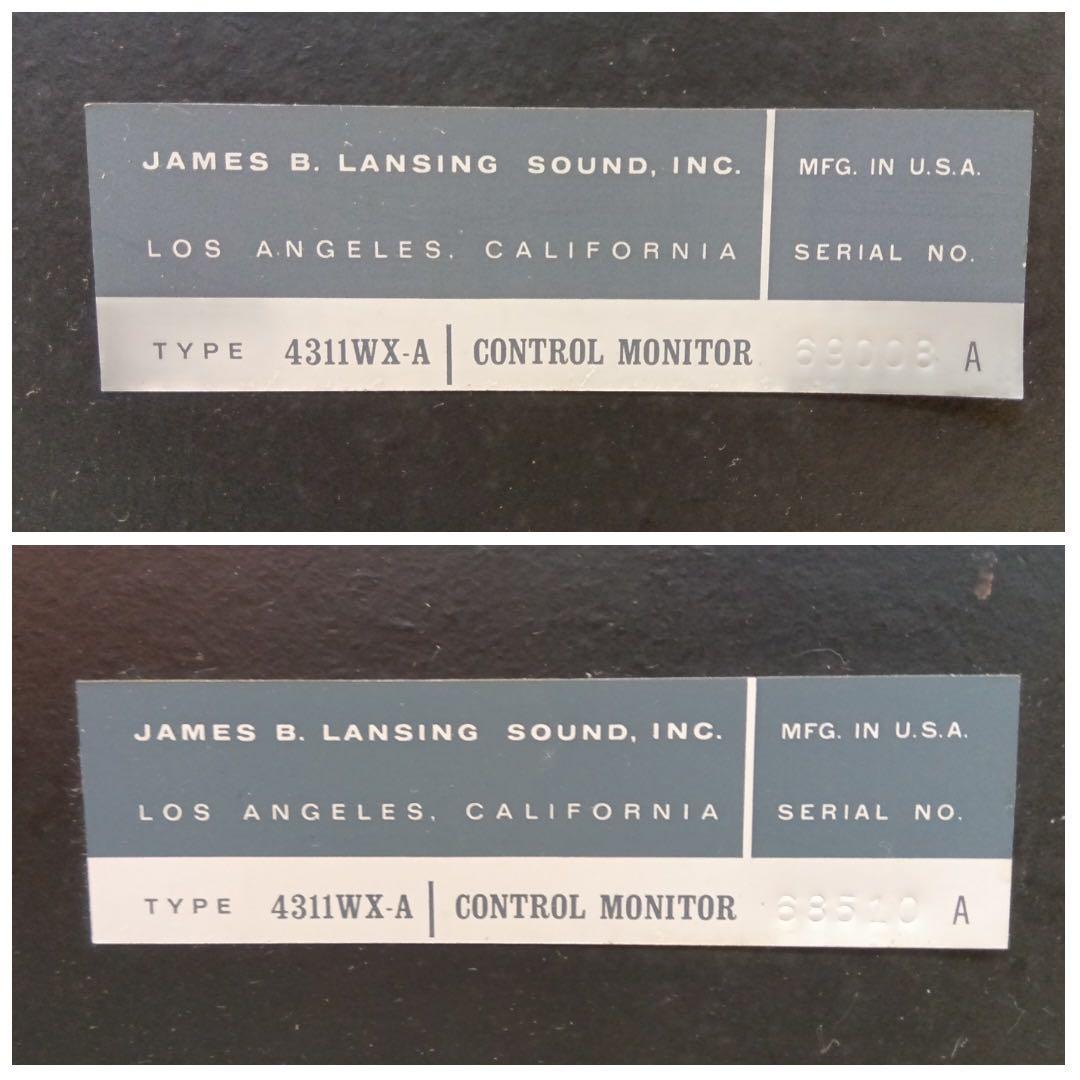 JAMES B. LANSING SOUND, INC.
MFG. IN U.S.A.
LOS ANGELES, CALIFORNIA
SERIAL NO.
TYPE 4311WX-A | CONTROL MONITOR 69008 A
JAMES B. LANSING SOUND, INC.
MFG. IN U.S.A.
LOS ANGELES, CALIFORNIA
SERIAL NO.
TYPE 4311WX-A | CONTROL MONITOR 68510 A